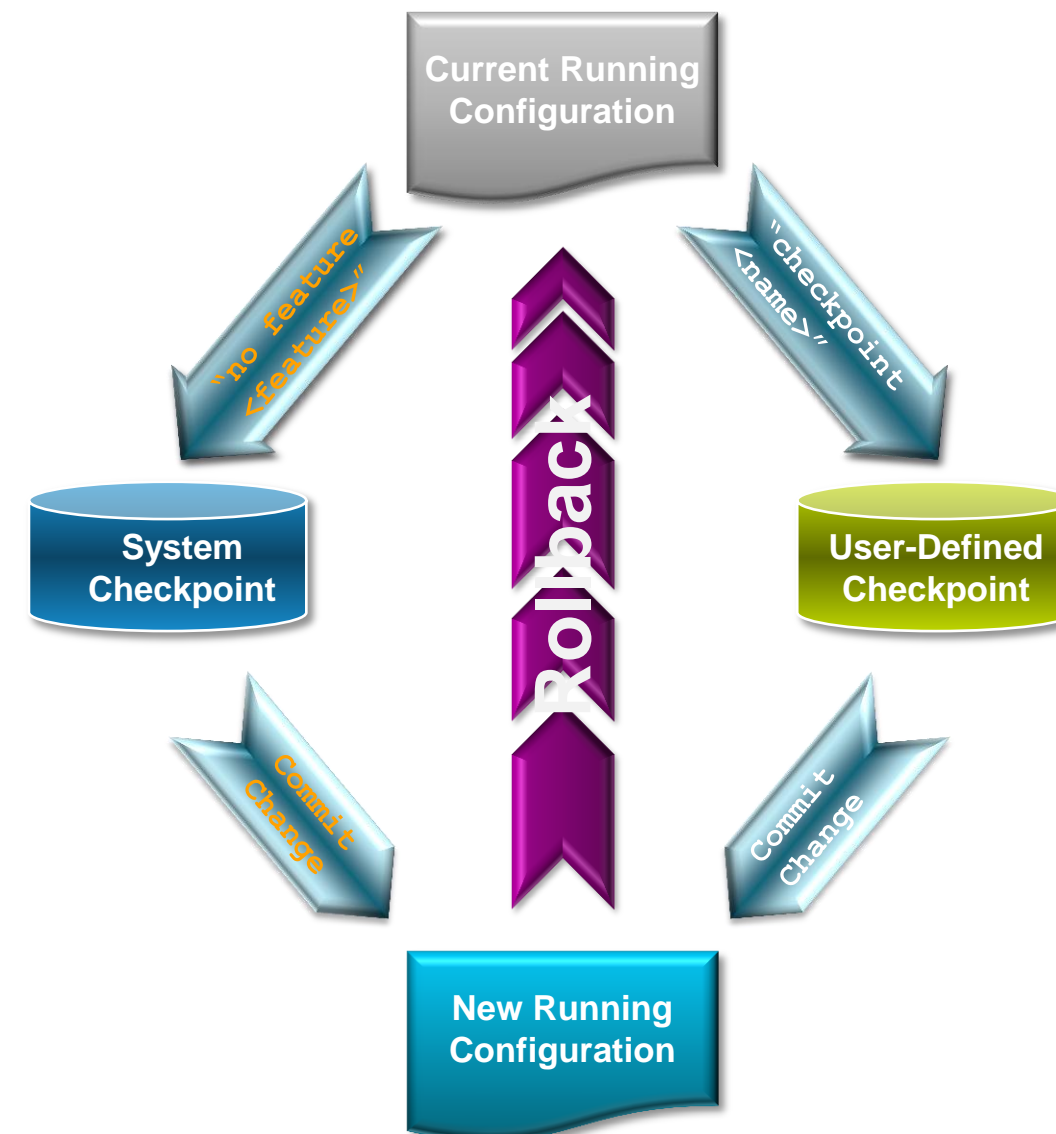 Current Running
Configuration
“no feature
<feature>”
“checkpoint
<name>”
Rollback
System
Checkpoint
User-Defined
Checkpoint
Commit
Change
Commit
Change
New Running
Configuration